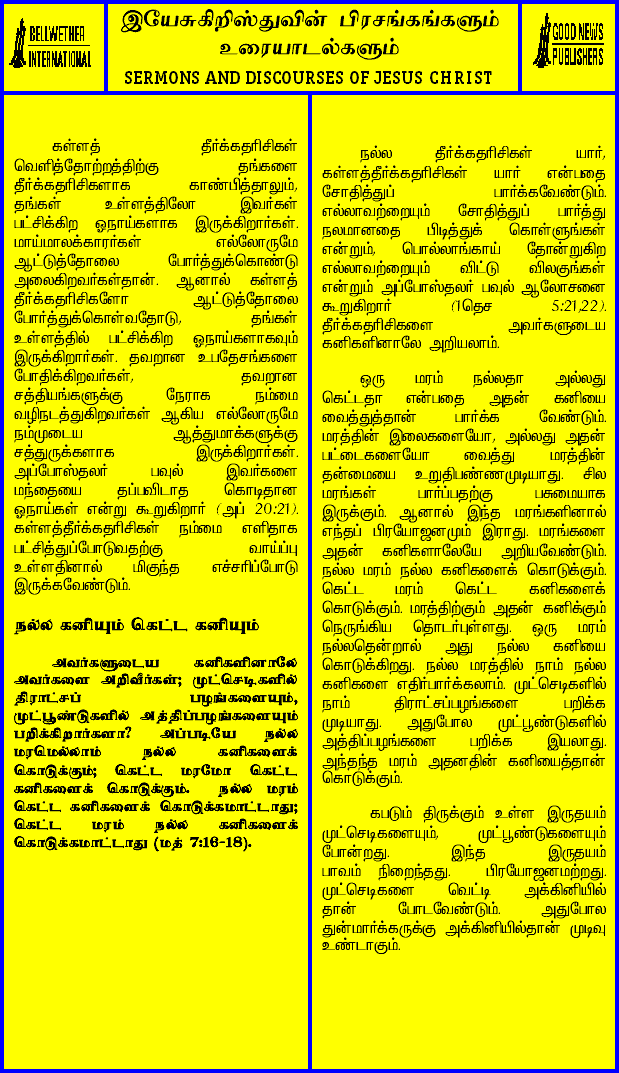 BELLWETHER
INTERNATIONAL
இயேசுகிறிஸ்துவின் பிரசங்கங்களும்
உரையாடல்களும்
SERMONS AND DISCOURSES OF JESUS CHRIST
GOOD NEWS
PUBLISHERS
கள்ளத் தீர்க்கதரிசிகள்
வெளித்தோற்றத்திற்கு தங்களை
தீர்க்கதரிசிகளாக காண்பித்தாலும்,
தங்கள் உள்ளத்திலோ இவர்கள்
பட்சிக்கிற ஓநாய்களாக இருக்கிறார்கள்.
மாய்மாலக்காரர்கள் எல்லோருமே
ஆட்டுத்தோலை போர்த்துக்கொண்டு
அலைகிறவர்கள்தான். ஆனால் கள்ளத்
தீர்க்கதரிசிகளோ ஆட்டுத்தோலை
போர்த்துக்கொள்வதோடு, தங்கள்
உள்ளத்தில் பட்சிக்கிற ஓநாய்களாகவும்
இருக்கிறார்கள். தவறான உபதேசங்களை
போதிக்கிறவர்கள், தவறான
சத்தியங்களுக்கு நேராக நம்மை
வழிநடத்துகிறவர்கள் ஆகிய எல்லோருமே
நம்முடைய ஆத்துமாக்களுக்கு
சத்துருக்களாக இருக்கிறார்கள்.
அப்போஸ்தலர் பவுல் இவர்களை
மந்தையை தப்பவிடாத கொடிதான
ஓநாய்கள் என்று கூறுகிறார் (அப் 20:21).
கள்ளத்தீர்க்கதரிசிகள் நம்மை எளிதாக
பட்சித்துப்போடுவதற்கு வாய்ப்பு
உள்ளதினால் மிகுந்த எச்சரிப்போடு
இருக்கவேண்டும்.
நல்ல கனியும் கெட்ட கனியும்
அவர்களுடைய கனிகளினாலே
அவர்களை அறிவீர்கள்; முட்செடிகளில்
திராட்சப் பழங்களையும்,
முட்பூண்டுகளில் அத்திப்பழங்களையும்
பறிக்கிறார்களா? அப்படியே நல்ல
மரமெல்லாம் நல்ல கனிகளைக்
கொடுக்கும்; கெட்ட மரமோ கெட்ட
கனிகளைக் கொடுக்கும். நல்ல மரம்
கெட்ட கனிகளைக் கொடுக்கமாட்டாது;
கெட்ட மரம் நல்ல கனிகளைக்
கொடுக்கமாட்டாது (மத் 7:16-18).
நல்ல தீர்க்கதரிசிகள் யார்,
கள்ளத்தீர்க்கதரிசிகள் யார் என்பதை
சோதித்துப் பார்க்கவேண்டும்.
எல்லாவற்றையும் சோதித்துப் பார்த்து
நலமானதை பிடித்துக் கொள்ளுங்கள்
என்றும், பொல்லாங்காய் தோன்றுகிற
எல்லாவற்றையும் விட்டு விலகுங்கள்
என்றும் அப்போஸ்தலர் பவுல் ஆலோசனை
கூறுகிறார் (1தெச 5:21,22).
தீர்க்கதரிசிகளை அவர்களுடைய
கனிகளினாலே அறியலாம்.
ஒரு மரம் நல்லதா அல்லது
கெட்டதா என்பதை அதன் கனியை
வைத்துத்தான் பார்க்க வேண்டும்.
மரத்தின் இலைகளையோ, அல்லது அதன்
பட்டைகளையோ வைத்து மரத்தின்
தன்மையை உறுதிபண்ணமுடியாது. சில
மரங்கள் பார்ப்பதற்கு பசுமையாக
இருக்கும். ஆனால் இந்த மரங்களினால்
எந்தப் பிரயோஜனமும் இராது. மரங்களை
அதன் கனிகளாலேயே அறியவேண்டும்.
நல்ல மரம் நல்ல கனிகளைக் கொடுக்கும்.
கெட்ட மரம் கெட்ட கனிகளைக்
கொடுக்கும். மரத்திற்கும் அதன் கனிக்கும்
நெருங்கிய தொடர்புள்ளது. ஒரு மரம்
நல்லதென்றால் அது நல்ல கனியை
கொடுக்கிறது. நல்ல மரத்தில் நாம் நல்ல
கனிகளை எதிர்பார்க்கலாம். முட்செடிகளில்
நாம் திராட்சப்பழங்களை பறிக்க
முடியாது. அதுபோல முட்பூண்டுகளில்
அத்திப்பழங்களை பறிக்க இயலாது.
அந்தந்த மரம் அதனதின் கனியைத்தான்
கொடுக்கும்.
கபடும் திருக்கும் உள்ள இருதயம்
முட்செடிகளையும், முட்பூண்டுகளையும்
போன்றது. இந்த இருதயம்
பாவம் நிறைந்தது. பிரயோஜனமற்றது.
முட்செடிகளை வெட்டி அக்கினியில்
தான் போடவேண்டும். அதுபோல
துன்மார்க்கருக்கு அக்கினியில்தான் முடிவு
உண்டாகும்.